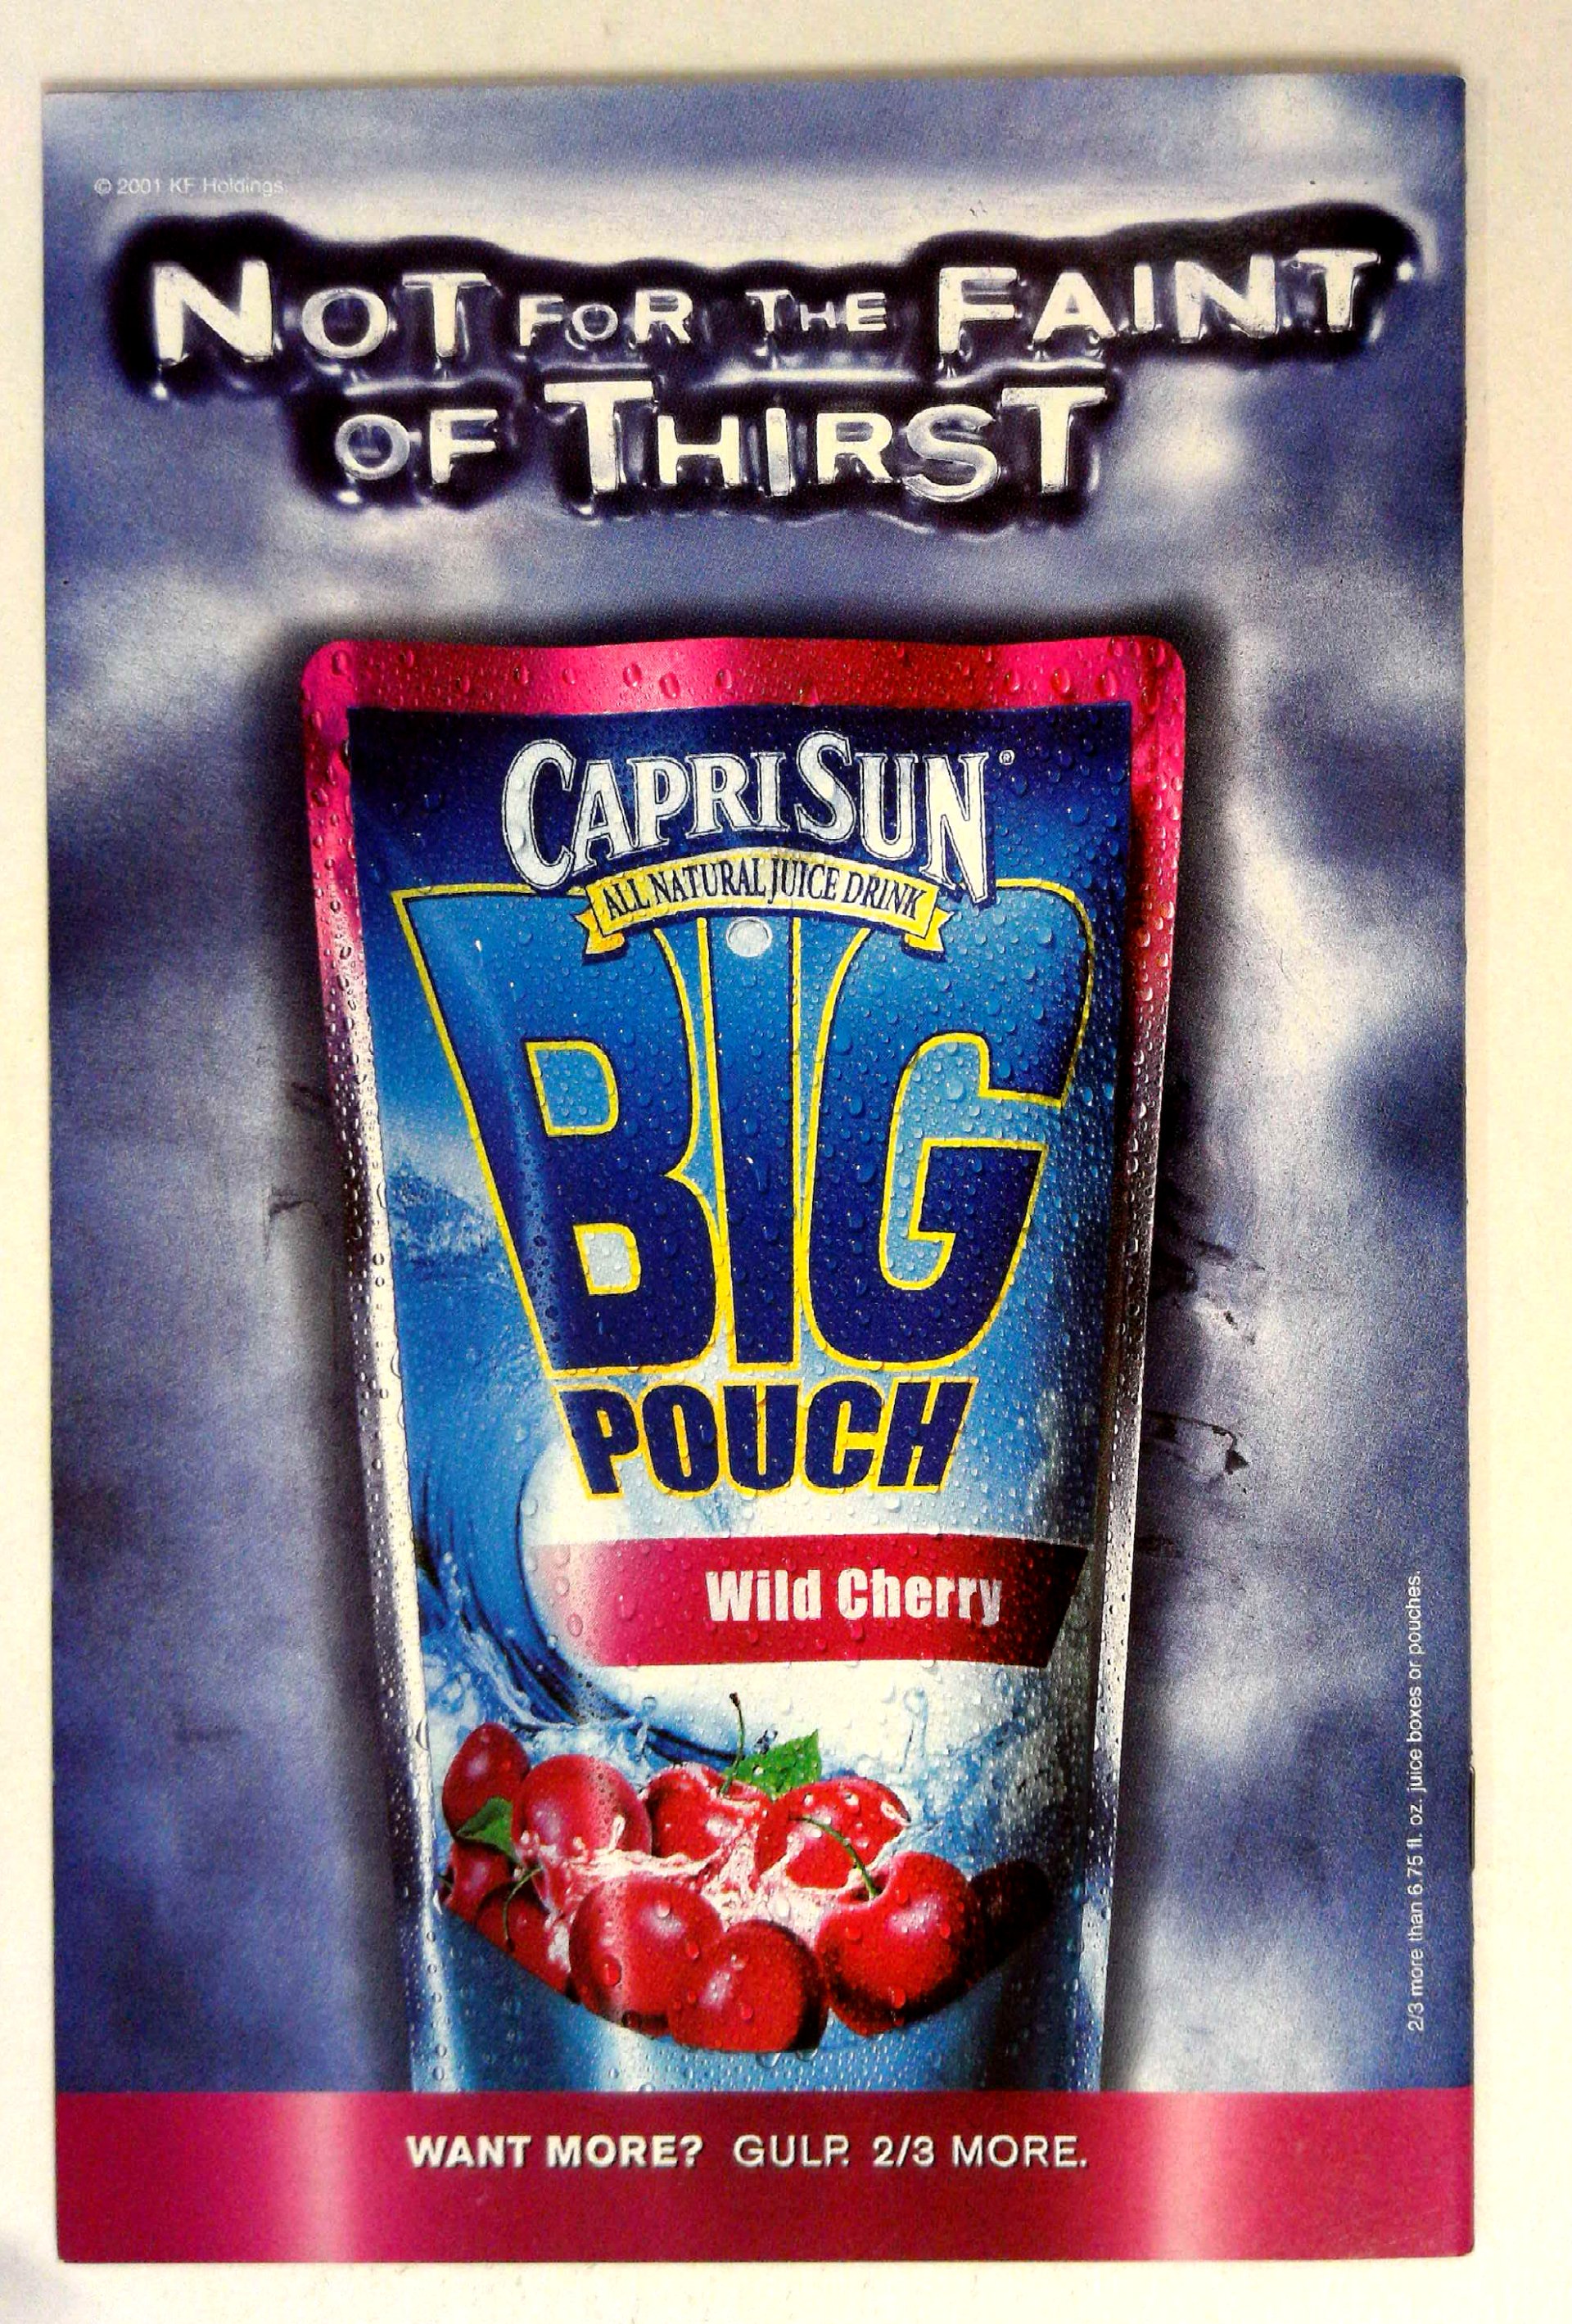 © 2001 KF Holdings
NOT FOR THE FAINT
OF THIRST
CAPRI SUN®
ALL NATURAL JUICE DRINK
BIG
POUCH
Wild Cherry
2/3 more than 6.75 fl. oz. juice boxes or pouches.
WANT MORE? GULP. 2/3 MORE.